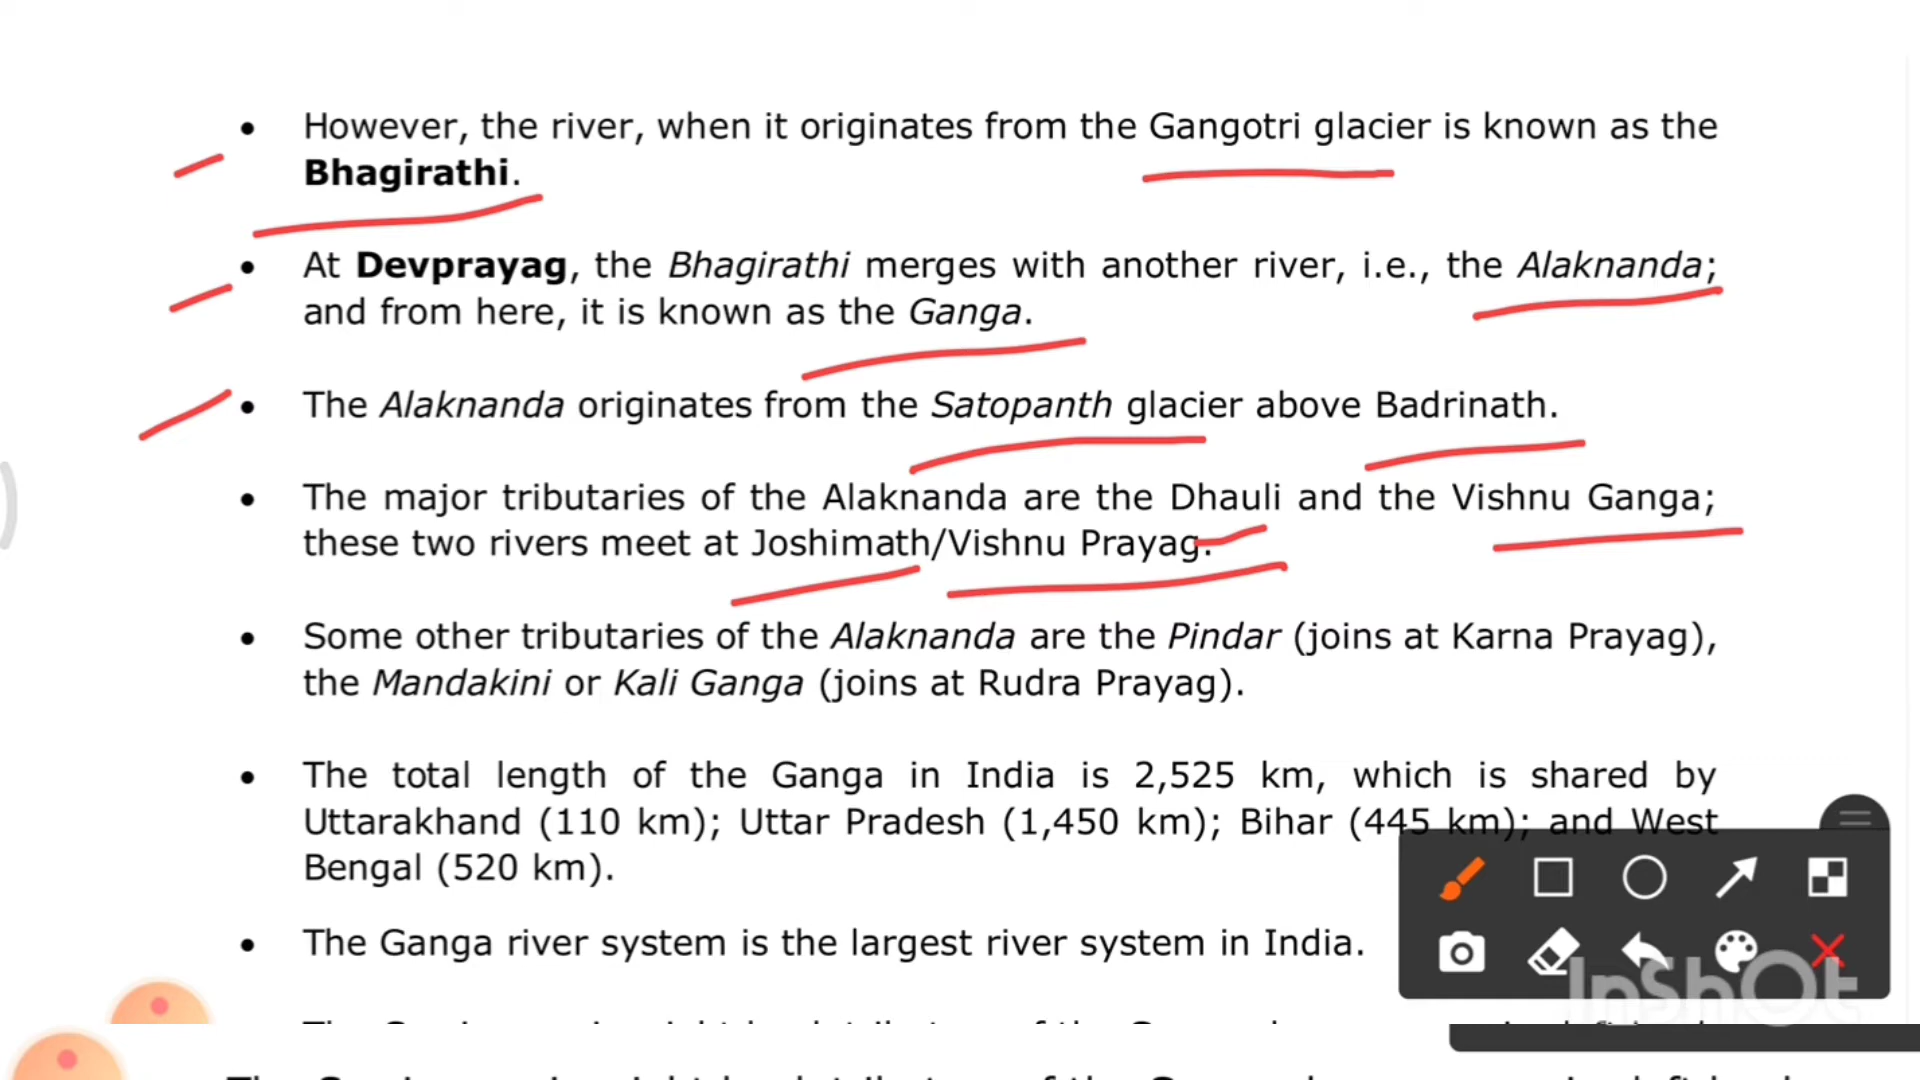 • However, the river, when it originates from the Gangotri glacier is known as the
Bhagirathi.
• At Devprayag, the Bhagirathi merges with another river, i.e., the Alaknanda;
and from here, it is known as the Ganga.
• The Alaknanda originates from the Satopanth glacier above Badrinath.
• The major tributaries of the Alaknanda are the Dhauli and the Vishnu Ganga;
these two rivers meet at Joshimath/Vishnu Prayag.
• Some other tributaries of the Alaknanda are the Pindar (joins at Karna Prayag),
the Mandakini or Kali Ganga (joins at Rudra Prayag).
• The total length of the Ganga in India is 2,525 km, which is shared by
Uttarakhand (110 km); Uttar Pradesh (1,450 km); Bihar (445 km); and West
Bengal (520 km).
• The Ganga river system is the largest river system in India.
InShOt